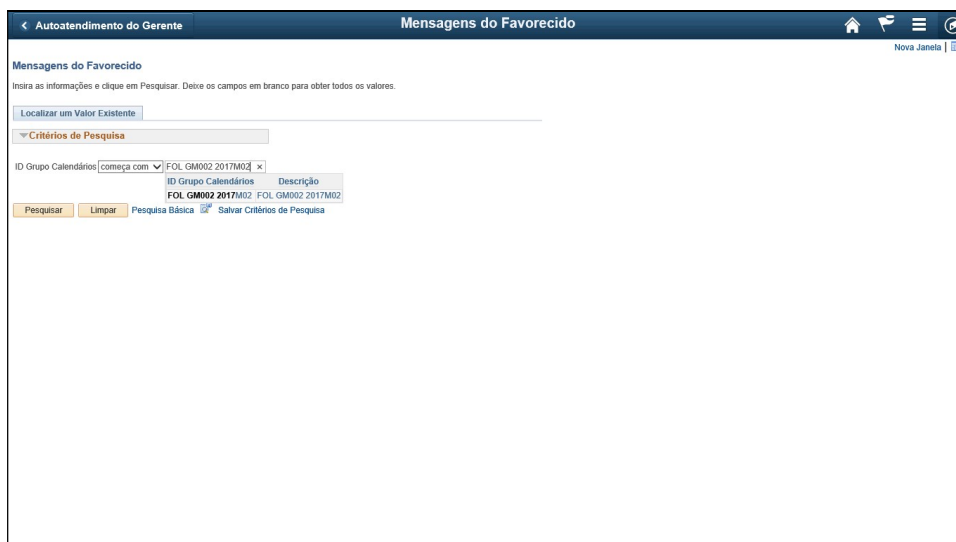 Autoatendimento do Gerente Mensagens do Favorecido
Nova Janela |
Mensagens do Favorecido
Insira as informações e clique em Pesquisar. Deixe os campos em branco para obter todos os valores.
Localizar um Valor Existente
Critérios de Pesquisa
ID Grupo Calendários começa com FOL GM002 2017M02 ×
ID Grupo Calendários Descrição
FOL GM002 2017M02 FOL GM002 2017M02
Pesquisar Limpar Pesquisa Básica Salvar Critérios de Pesquisa